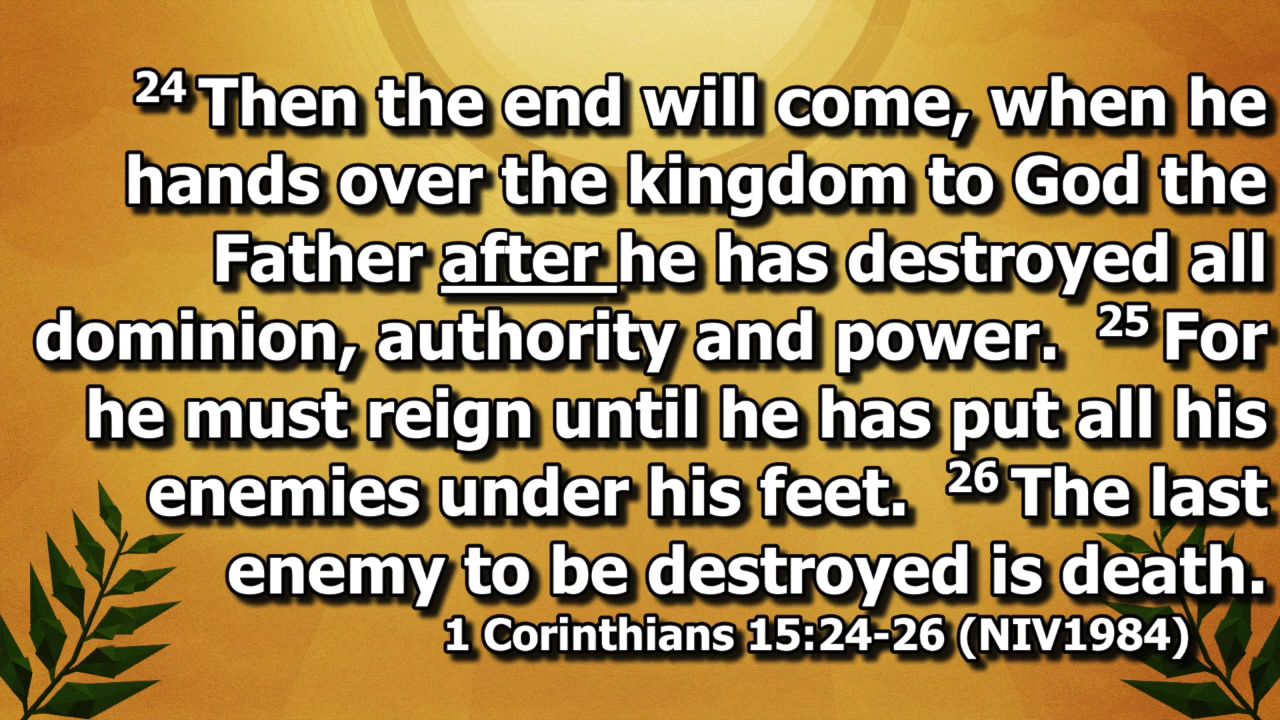 24 Then the end will come, when he
hands over the kingdom to God the
Father after he has destroyed all
dominion, authority and power. 25 For
he must reign until he has put all his
enemies under his feet. 26 The last
enemy to be destroyed is death.
1 Corinthians 15:24-26 (NIV1984)